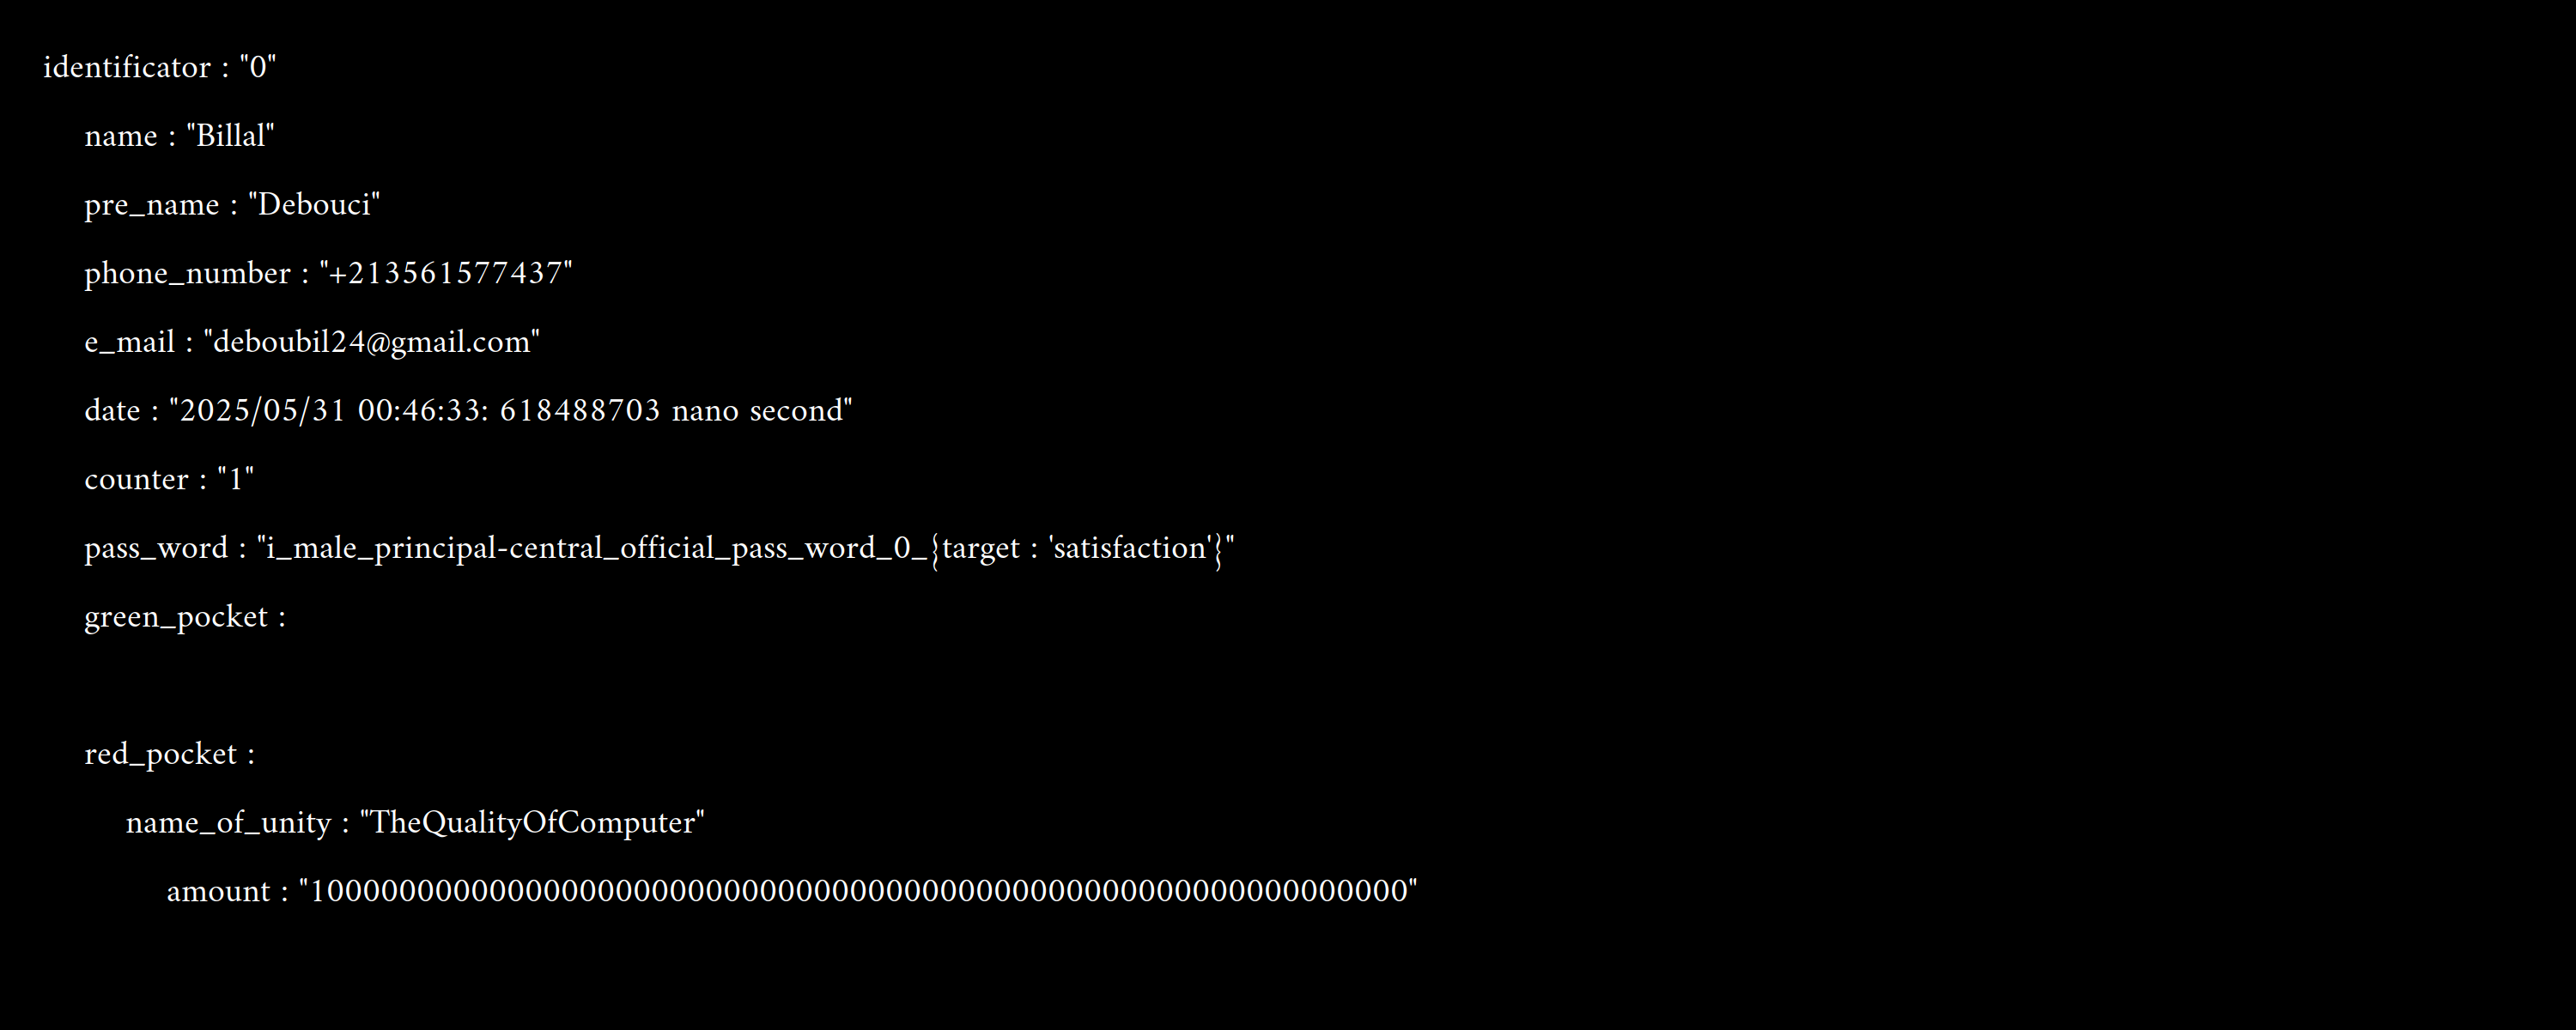 identificator : "0"
name : "Billal"
pre_name : "Debouci"
phone_number : "+213561577437"
e_mail : "deboubil24@gmail.com"
date : "2025/05/31 00:46:33: 618488703 nano second"
counter : "1"
pass_word : "i_male_principal-central_official_pass_word_0_{target : 'satisfaction'}"
green_pocket :
red_pocket :
name_of_unity : "TheQualityOfComputer"
amount : "1000000000000000000000000000000000000000000000000000000000000"